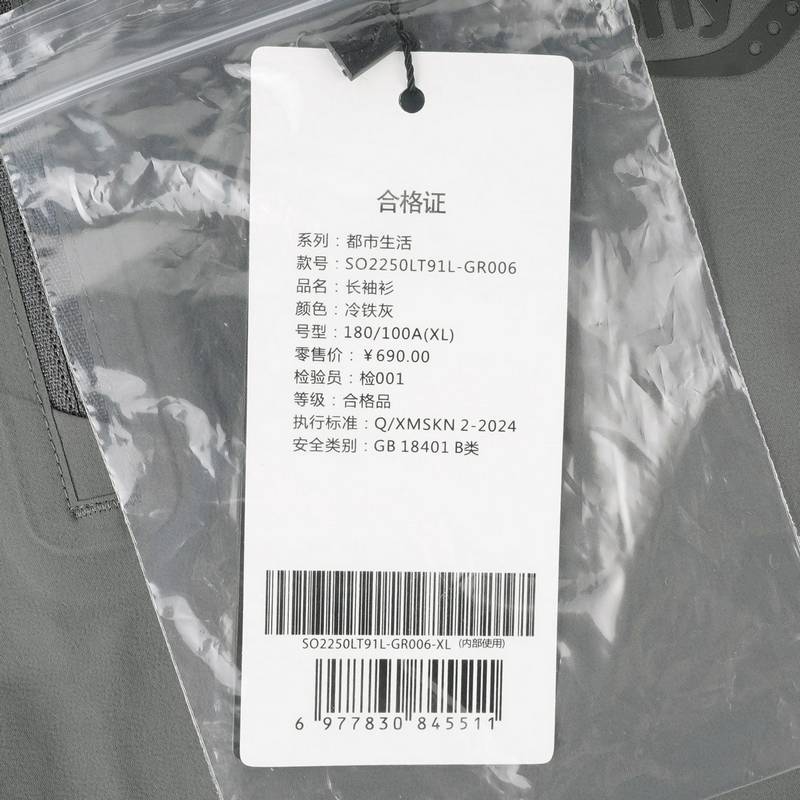 hy
合格证
系列：都市生活
款号：SO2250LT91L-GR006
品名：长袖衫
颜色：冷铁灰
号型：180/100A(XL)
零售价：￥690.00
检验员：检001
等级：合格品
执行标准：Q/XMSKN 2-2024
安全类别：GB 18401 B类
SO2250LT91L-GR006-XL（内部使用）
6 977830 845511